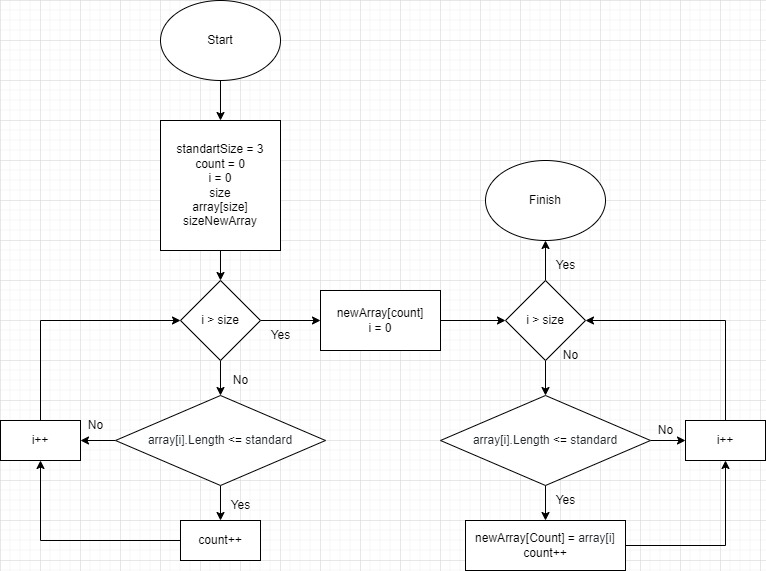 Start
standartSize = 3
count = 0
i = 0
size
array[size]
sizeNewArray
i > size
Yes
No
array[i].Length <= standard
No
i++
Yes
count++
newArray[count]
i = 0
i > size
Yes
Finish
No
array[i].Length <= standard
No
i++
Yes
newArray[Count] = array[i]
count++